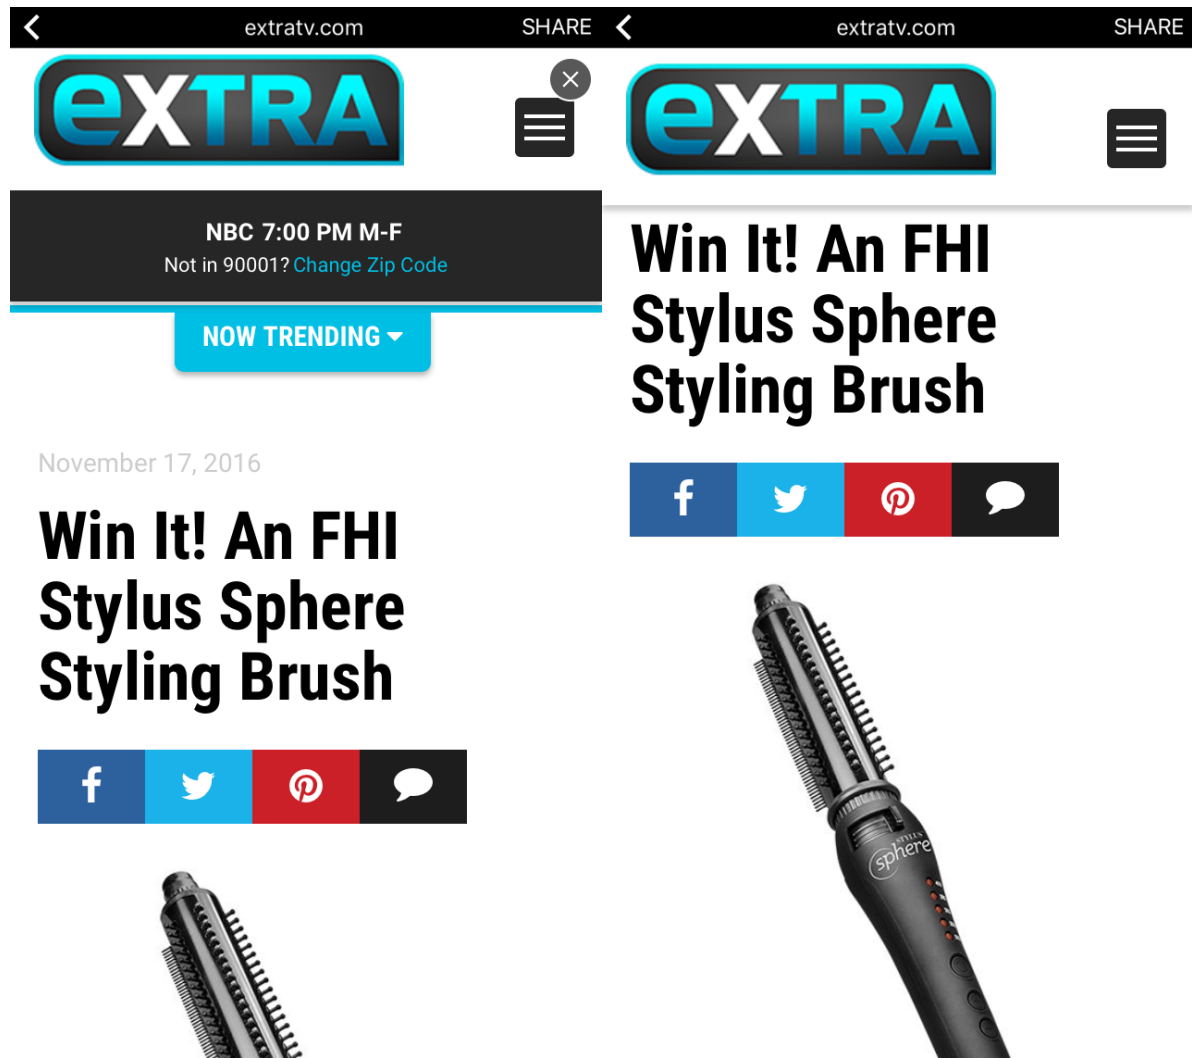 extratv.com SHARE
eXTRA
NBC 7:00 PM M-F
Not in 90001? Change Zip Code
NOW TRENDING
November 17, 2016
Win It! An FHI
Stylus Sphere
Styling Brush
extratv.com SHARE
eXTRA
Win It! An FHI
Stylus Sphere
Styling Brush
STYLUS
sphere